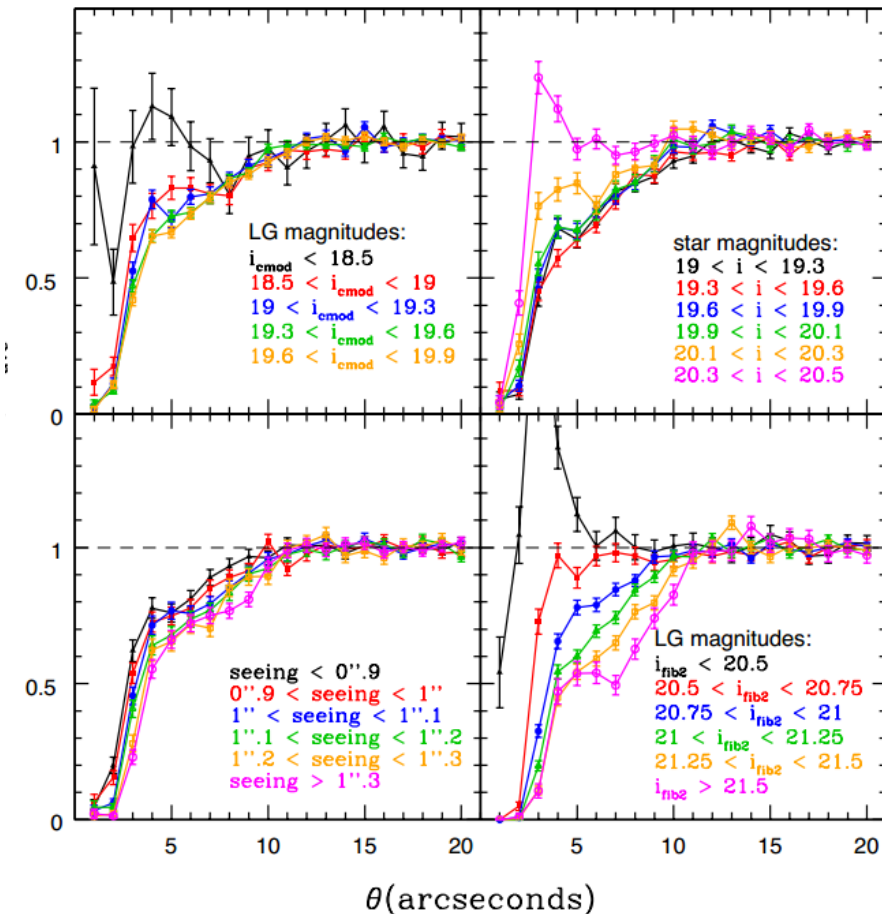 1
0.5
0
LG magnitudes:
i_cmod < 18.5
18.5 < i_cmod < 19
19 < i_cmod < 19.3
19.3 < i_cmod < 19.6
19.6 < i_cmod < 19.9
star magnitudes:
19 < i < 19.3
19.3 < i < 19.6
19.6 < i < 19.9
19.9 < i < 20.1
20.1 < i < 20.3
20.3 < i < 20.5
1
0.5
0
seeing < 0''.9
0''.9 < seeing < 1''
1'' < seeing < 1''.1
1''.1 < seeing < 1''.2
1''.2 < seeing < 1''.3
seeing > 1''.3
LG magnitudes:
i_fib2 < 20.5
20.5 < i_fib2 < 20.75
20.75 < i_fib2 < 21
21 < i_fib2 < 21.25
21.25 < i_fib2 < 21.5
i_fib2 > 21.5
5 10 15 20 5 10 15 20
θ(arcseconds)